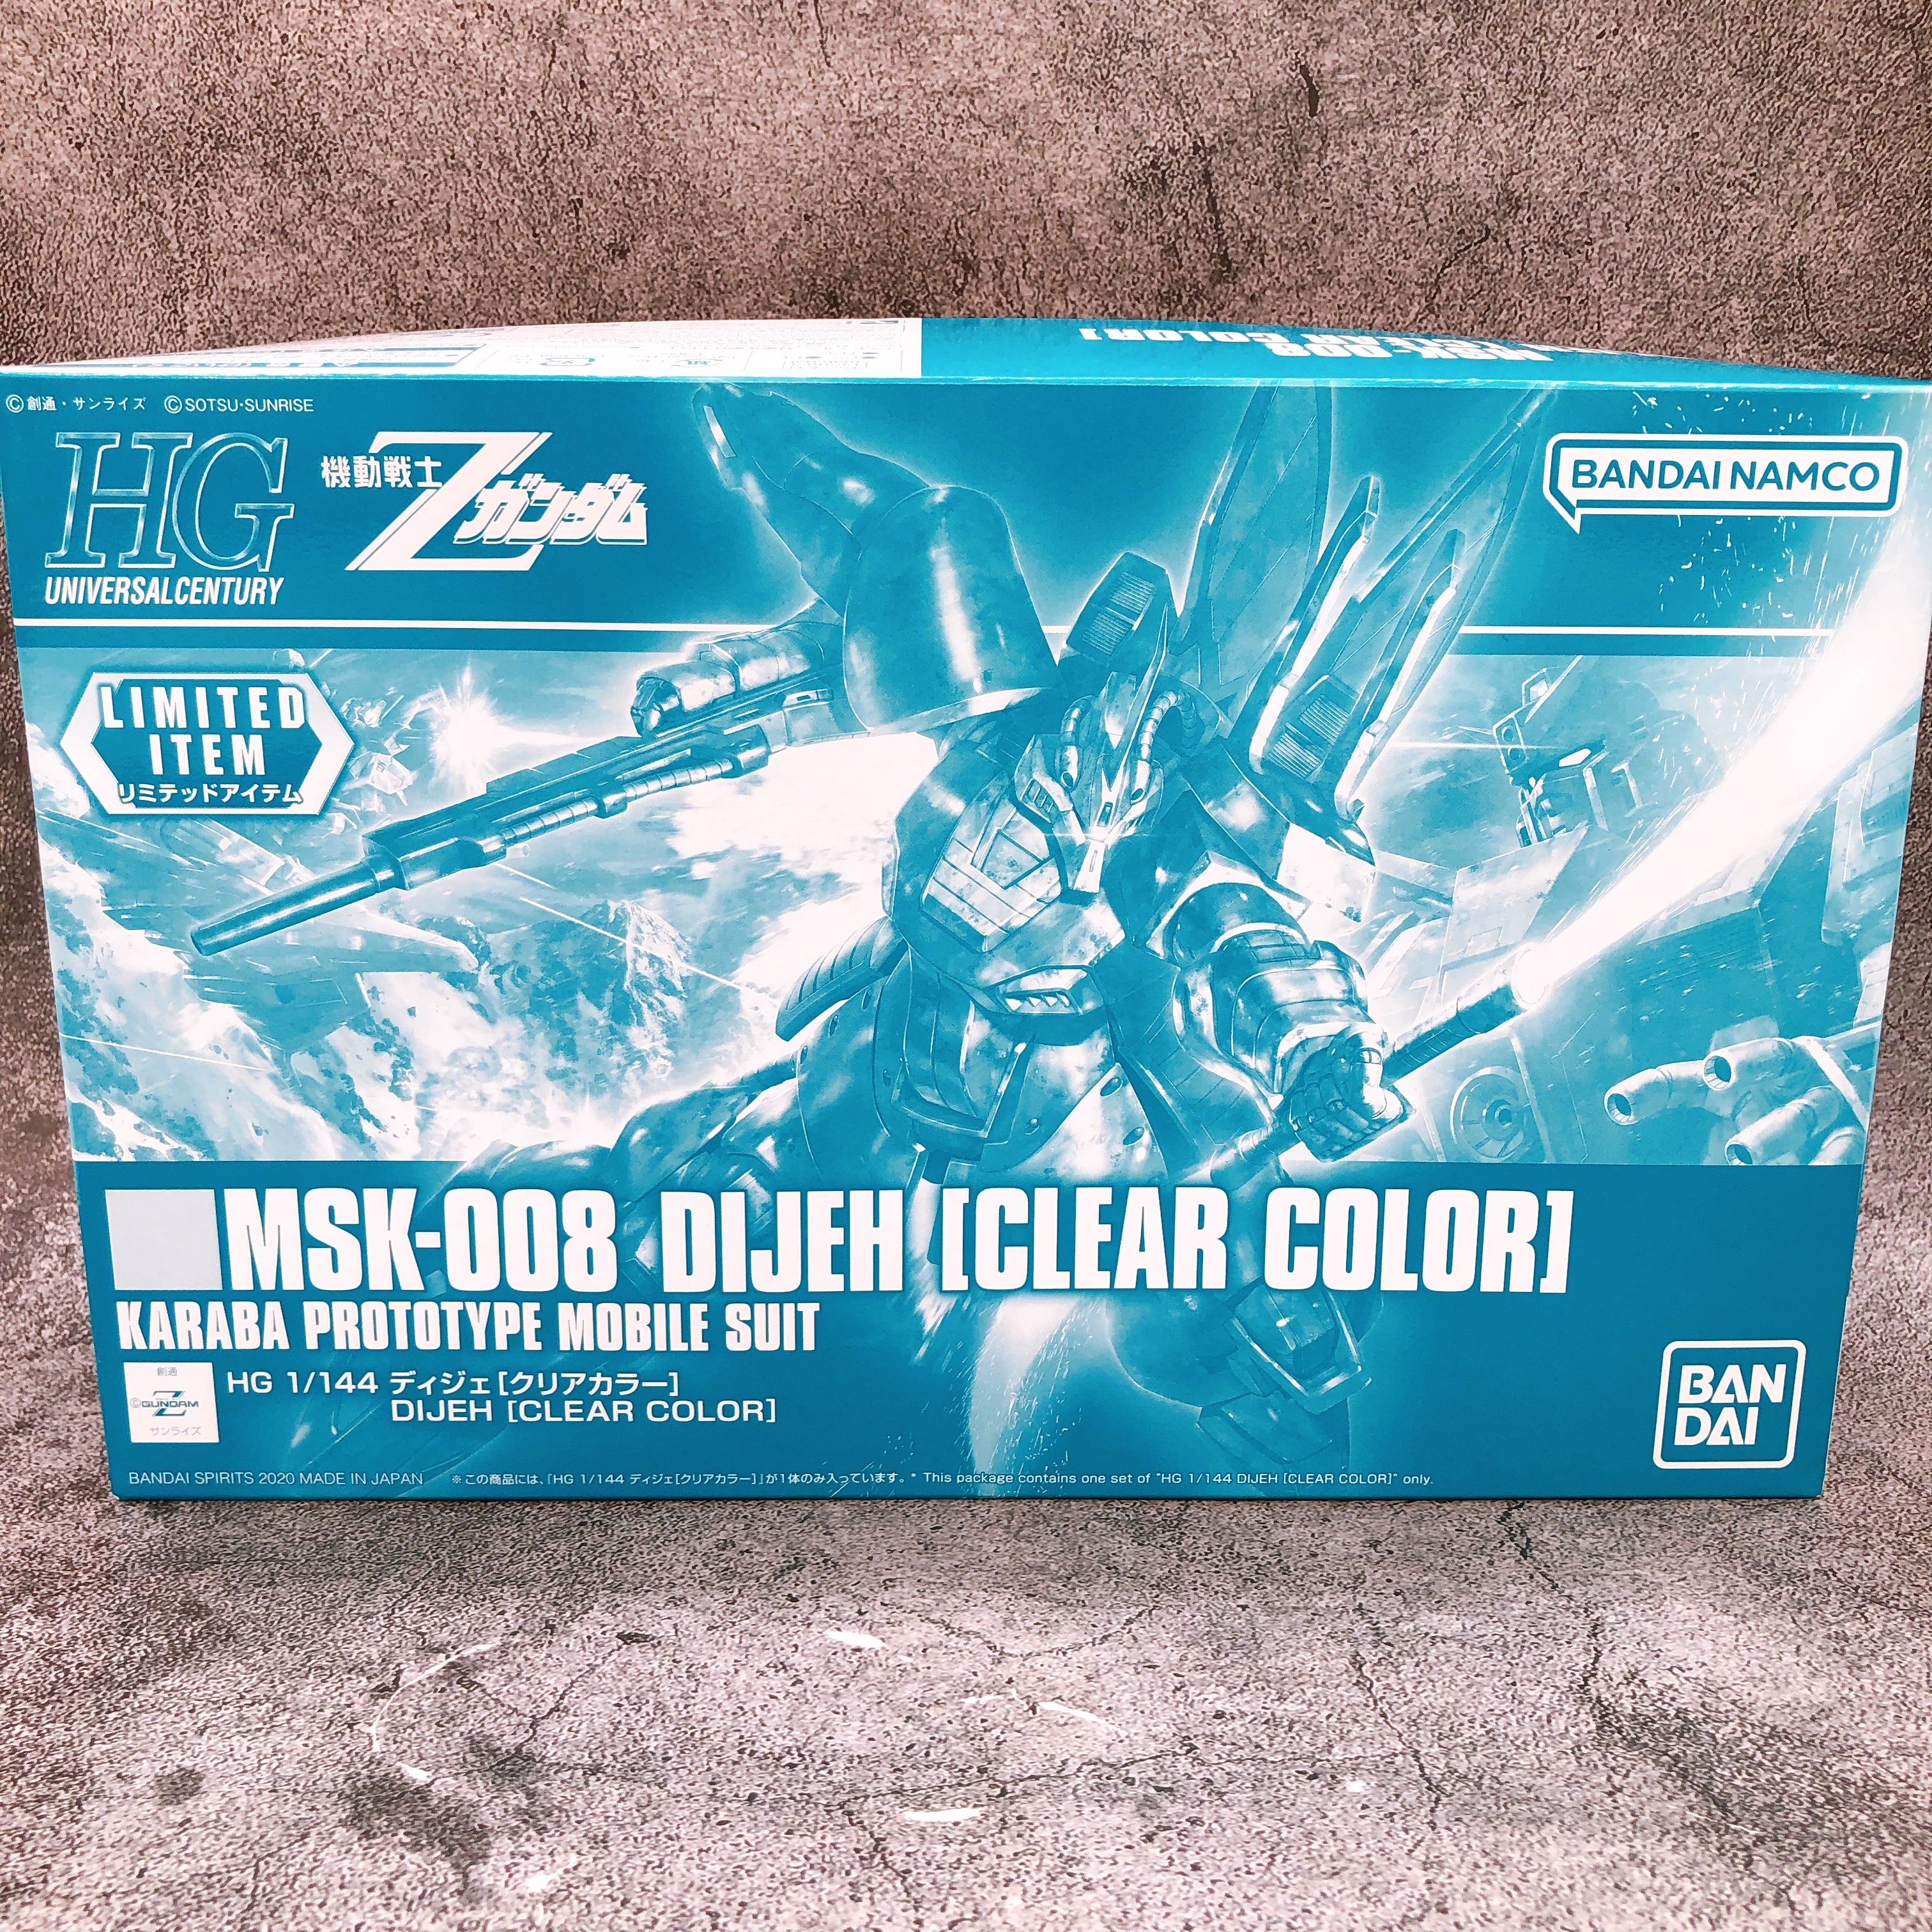 MSK-008
[CLEAR COLOR]
©創通・サンライズ ©SOTSU・SUNRISE
HG
UNIVERSAL CENTURY
機動戦士Zガンダム
BANDAI NAMCO
LIMITED
ITEM
リミテッドアイテム
MSK-008 DIJEH [CLEAR COLOR]
KARABA PROTOTYPE MOBILE SUIT
創通
©GUNDAM
Z
サンライズ
HG 1/144 ディジェ[クリアカラー]
DIJEH [CLEAR COLOR]
BAN
DAI
BANDAI SPIRITS 2020 MADE IN JAPAN ※この商品には、「HG 1/144 ディジェ[クリアカラー]」が1体のみ入っています。* This package contains one set of "HG 1/144 DIJEH [CLEAR COLOR]" only.